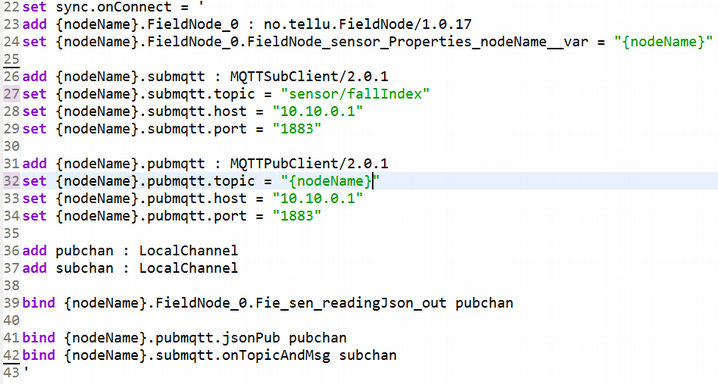 22 set sync.onConnect = '
23 add {nodeName}.FieldNode_0 : no.tellu.FieldNode/1.0.17
24 set {nodeName}.FieldNode_0.FieldNode_sensor_Properties_nodeName__var = "{nodeName}"
25
26 add {nodeName}.submqtt : MQTTSubClient/2.0.1
27 set {nodeName}.submqtt.topic = "sensor/fallIndex"
28 set {nodeName}.submqtt.host = "10.10.0.1"
29 set {nodeName}.submqtt.port = "1883"
30
31 add {nodeName}.pubmqtt : MQTTPubClient/2.0.1
32 set {nodeName}.pubmqtt.topic = "{nodeName}"
33 set {nodeName}.pubmqtt.host = "10.10.0.1"
34 set {nodeName}.pubmqtt.port = "1883"
35
36 add pubchan : LocalChannel
37 add subchan : LocalChannel
38
39 bind {nodeName}.FieldNode_0.Fie_sen_readingJson_out pubchan
40
41 bind {nodeName}.pubmqtt.jsonPub pubchan
42 bind {nodeName}.submqtt.onTopicAndMsg subchan
43 '